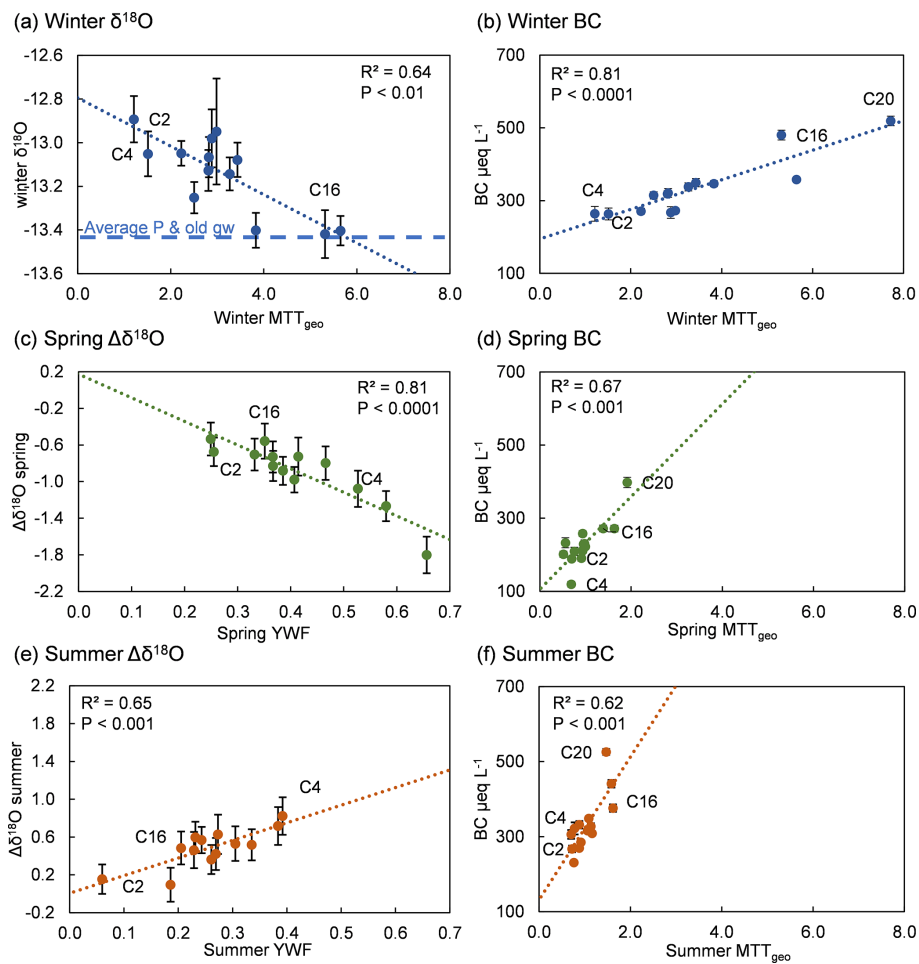 (a) Winter δ¹⁸O
-12.6
-12.8
-13.0
-13.2
-13.4
-13.6
winter δ¹⁸O
R² = 0.64
P < 0.01
C2
C4
C16
Average P & old gw
0.0 2.0 4.0 6.0 8.0
Winter MTTgeo
(b) Winter BC
700
500
300
100
BC µeq L⁻¹
R² = 0.81
P < 0.0001
C20
C16
C4
C2
0.0 2.0 4.0 6.0 8.0
Winter MTTgeo
(c) Spring Δδ¹⁸O
0.2
-0.2
-0.6
-1.0
-1.4
-1.8
-2.2
Δδ¹⁸O spring
R² = 0.81
P < 0.0001
C16
C2
C4
0.0 0.1 0.2 0.3 0.4 0.5 0.6 0.7
Spring YWF
(d) Spring BC
700
500
300
100
BC µeq L⁻¹
R² = 0.67
P < 0.001
C20
C16
C2
C4
0.0 2.0 4.0 6.0 8.0
Spring MTTgeo
(e) Summer Δδ¹⁸O
2.2
1.8
1.4
1.0
0.6
0.2
-0.2
Δδ¹⁸O summer
R² = 0.65
P < 0.001
C4
C16
C2
0.0 0.1 0.2 0.3 0.4 0.5 0.6 0.7
Summer YWF
(f) Summer BC
700
500
300
100
BC µeq L⁻¹
R² = 0.62
P < 0.001
C20
C16
C4
C2
0.0 2.0 4.0 6.0 8.0
Summer MTTgeo